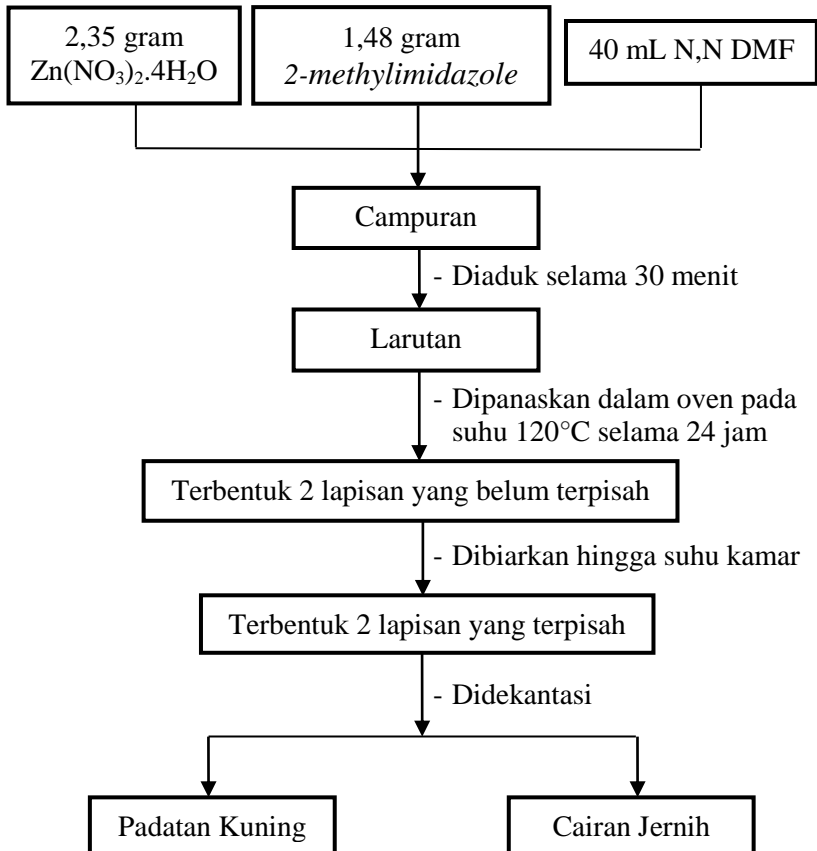 2,35 gram
Zn(NO₃)₂.4H₂O
1,48 gram
2-methylimidazole
40 mL N,N DMF
Campuran
- Diaduk selama 30 menit
Larutan
- Dipanaskan dalam oven pada
suhu 120°C selama 24 jam
Terbentuk 2 lapisan yang belum terpisah
- Dibiarkan hingga suhu kamar
Terbentuk 2 lapisan yang terpisah
- Didekantasi
Padatan Kuning
Cairan Jernih